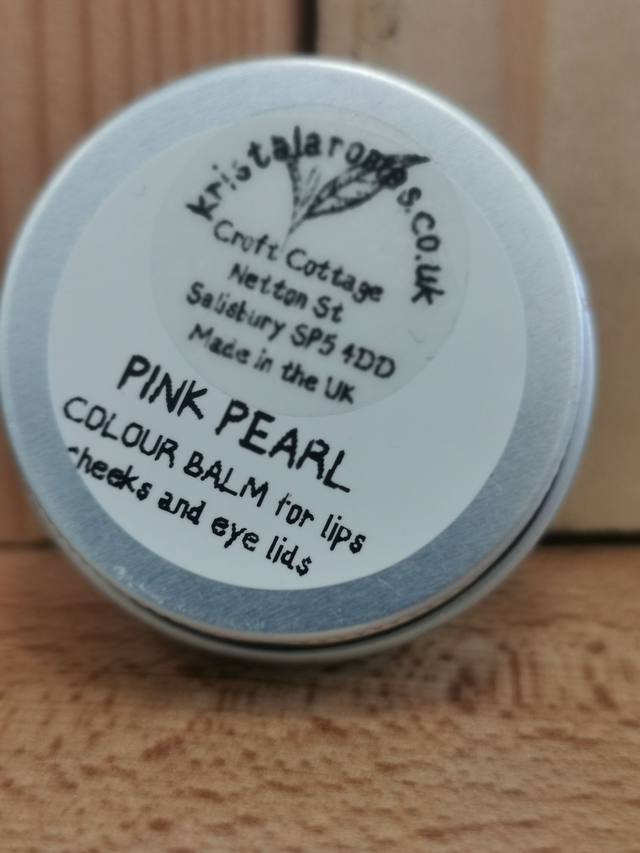 kristalaromas.co.uk
Croft Cottage
Netton St
Salisbury SP5 4DD
Made in the UK
PINK PEARL
COLOUR BALM for lips
cheeks and eye lids